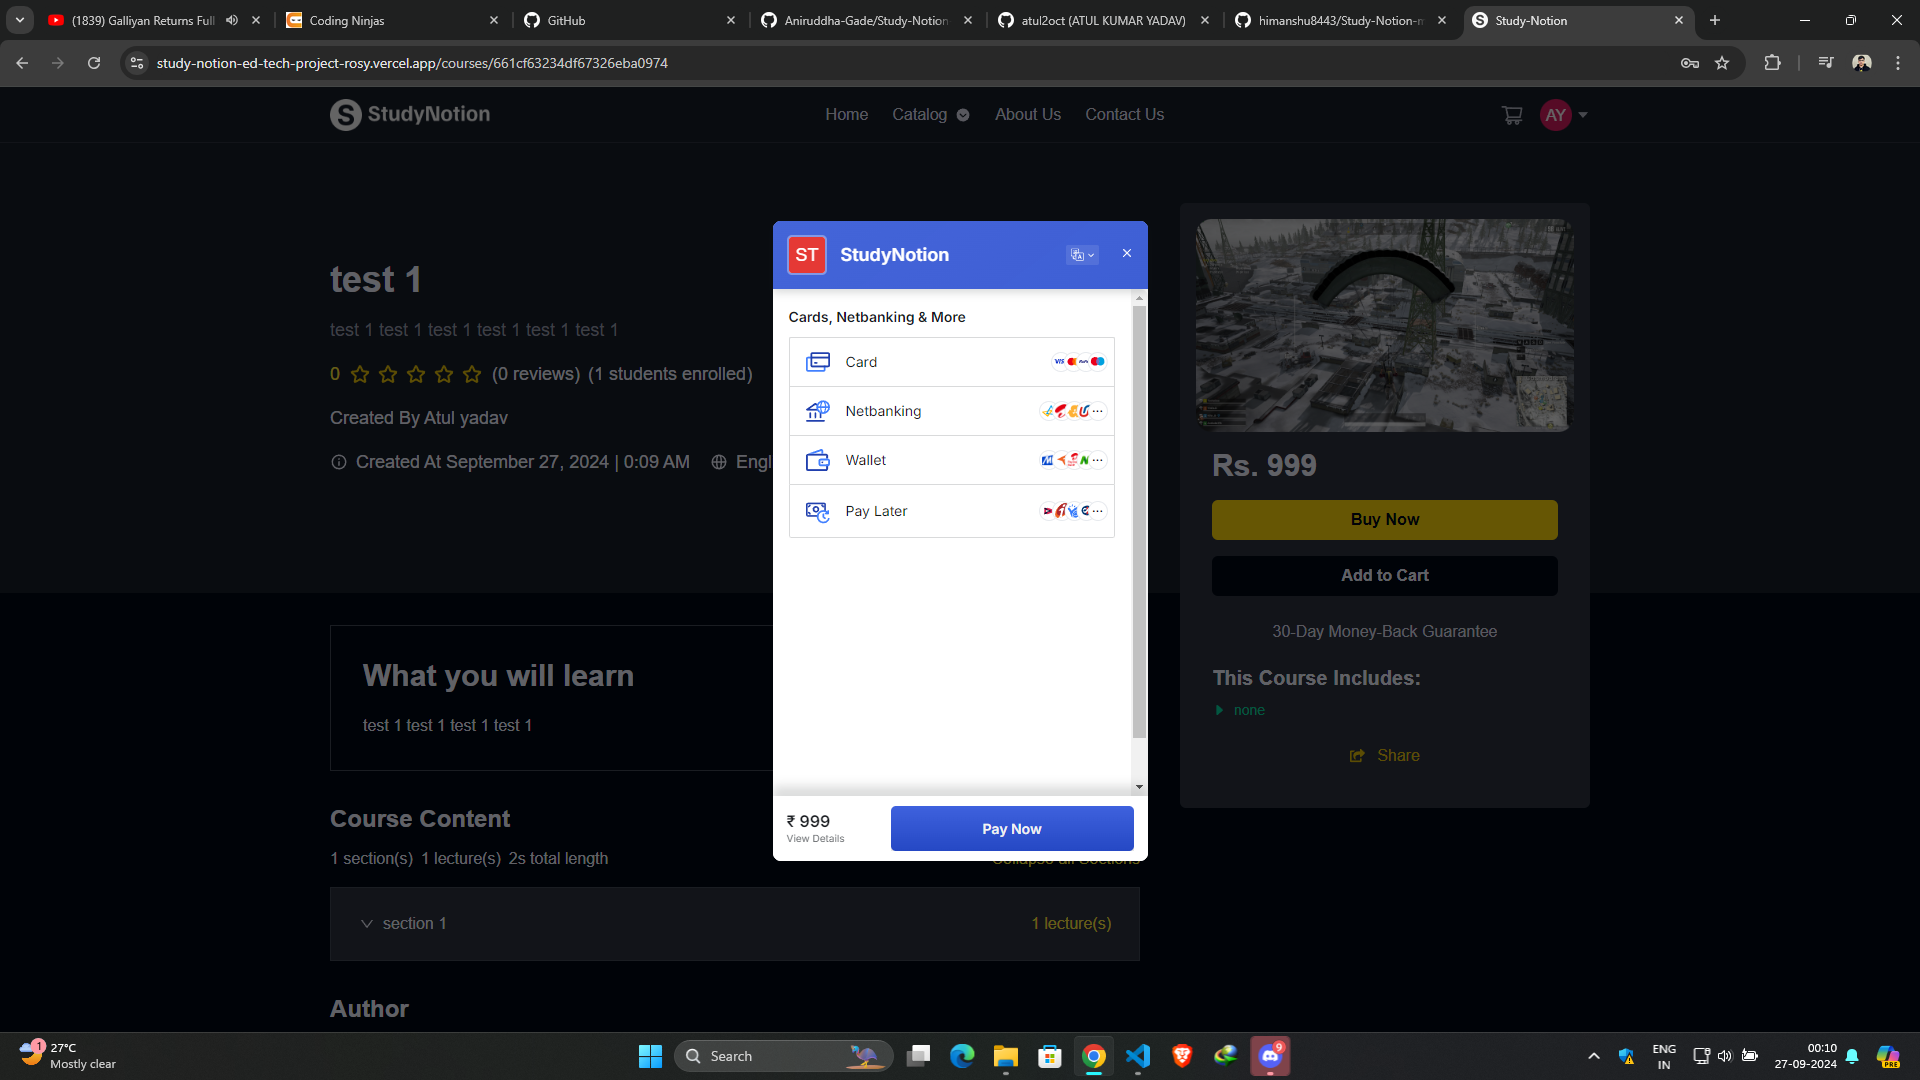 (1839) Galliyan Returns Full
Coding Ninjas
GitHub
Aniruddha-Gade/Study-Notion
atul2oct (ATUL KUMAR YADAV)
himanshu8443/Study-Notion-m
Study-Notion
study-notion-ed-tech-project-rosy.vercel.app/courses/661cf63234df67326eba0974
StudyNotion
Home
Catalog
About Us
Contact Us
AY
test 1
test 1 test 1 test 1 test 1 test 1 test 1
0
(0 reviews)
(1 students enrolled)
Created By Atul yadav
Created At September 27, 2024 | 0:09 AM
Engl
ST
StudyNotion
Cards, Netbanking & More
Card
VISA
Netbanking
Wallet
Pay Later
₹ 999
View Details
Pay Now
Rs. 999
Buy Now
Add to Cart
30-Day Money-Back Guarantee
This Course Includes:
none
Share
What you will learn
test 1 test 1 test 1 test 1
Course Content
1 section(s) 1 lecture(s) 2s total length
Collapse all Sections
section 1
1 lecture(s)
Author
1
27°C
Mostly clear
Search
9
ENG
IN
00:10
27-09-2024
PRE